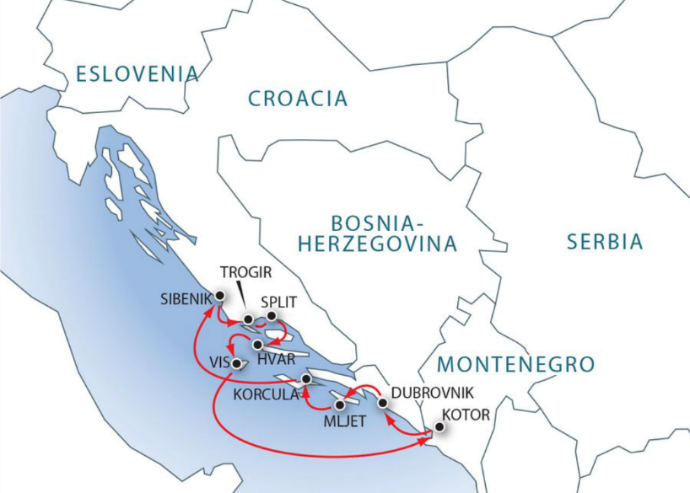 ESLOVENIA
CROACIA
BOSNIA-
HERZEGOVINA
SERBIA
TROGIR
SIBENIK
SPLIT
HVAR
VIS
MONTENEGRO
KORCULA
DUBROVNIK
MLJET
KOTOR